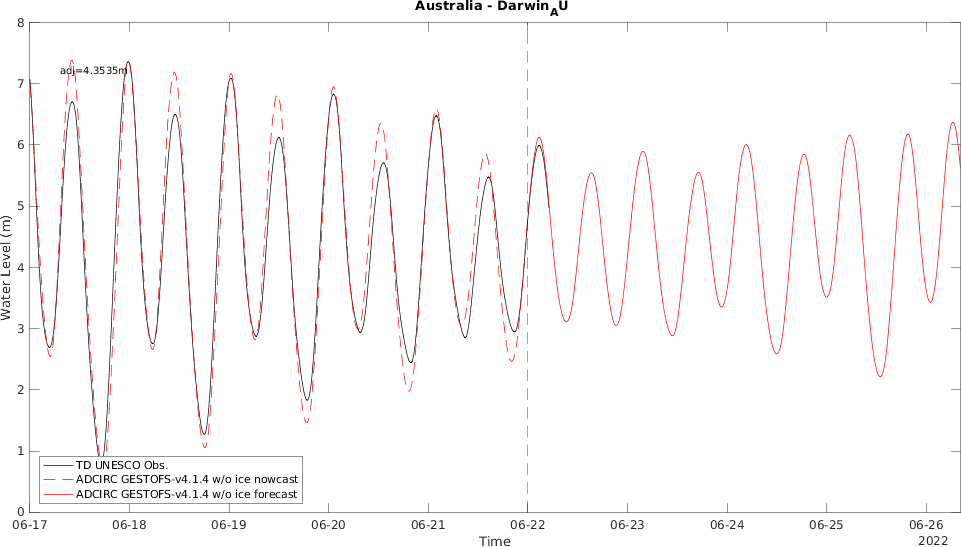 Australia - DarwinAU
8
7
6
5
4
3
2
1
0
Water Level (m)
adj=4.3535m
TD UNESCO Obs.
ADCIRC GESTOFS-v4.1.4 w/o ice nowcast
ADCIRC GESTOFS-v4.1.4 w/o ice forecast
06-17 06-18 06-19 06-20 06-21 06-22 06-23 06-24 06-25 06-26
Time
2022